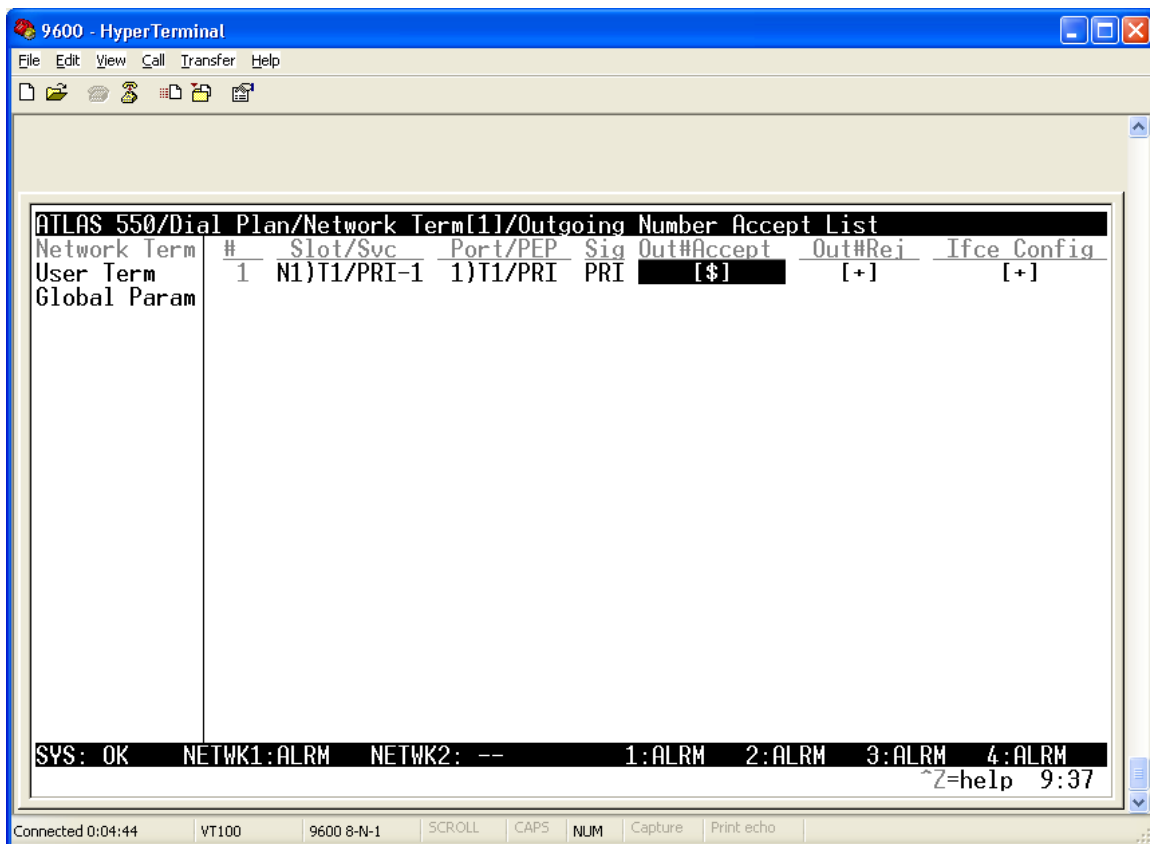 9600 - HyperTerminal
File Edit View Call Transfer Help
ATLAS 550/Dial Plan/Network Term[1]/Outgoing Number Accept List
Network Term # Slot/Svc Port/PEP Sig Out#Accept Out#Rej Ifce Config
User Term 1 N1)T1/PRI-1 1)T1/PRI PRI [$] [+] [+]
Global Param
SYS: OK NETWK1:ALRM NETWK2: -- 1:ALRM 2:ALRM 3:ALRM 4:ALRM
^Z=help 9:37
Connected 0:04:44 VT100 9600 8-N-1 SCROLL CAPS NUM Capture Print echo